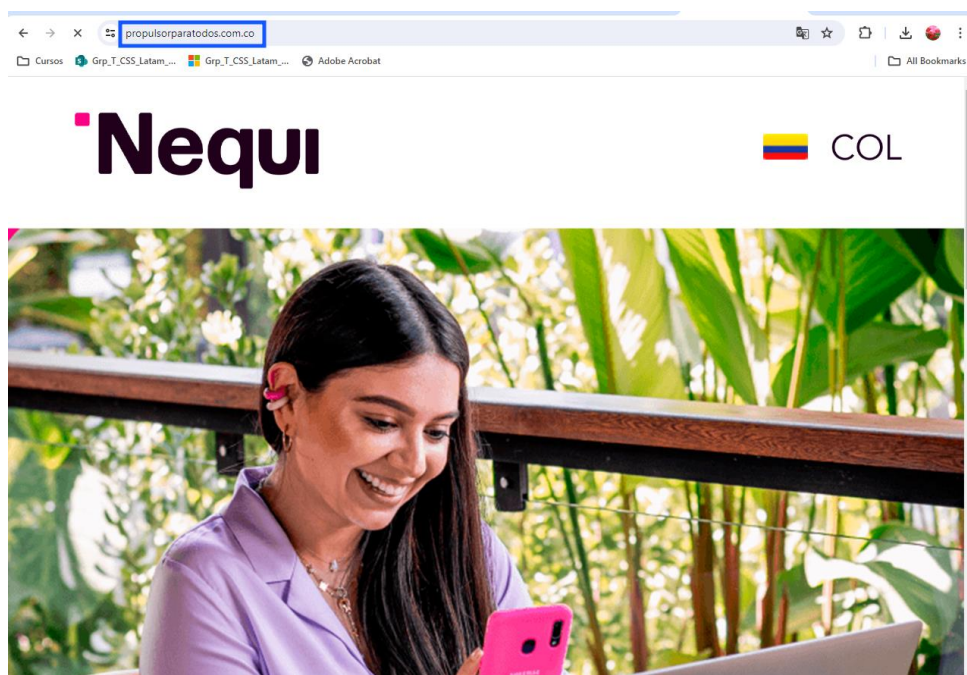 propulsorparatodos.com.co
Cursos Grp_T_CSS_Latam_... Grp_T_CSS_Latam_... Adobe Acrobat All Bookmarks
Nequi COL